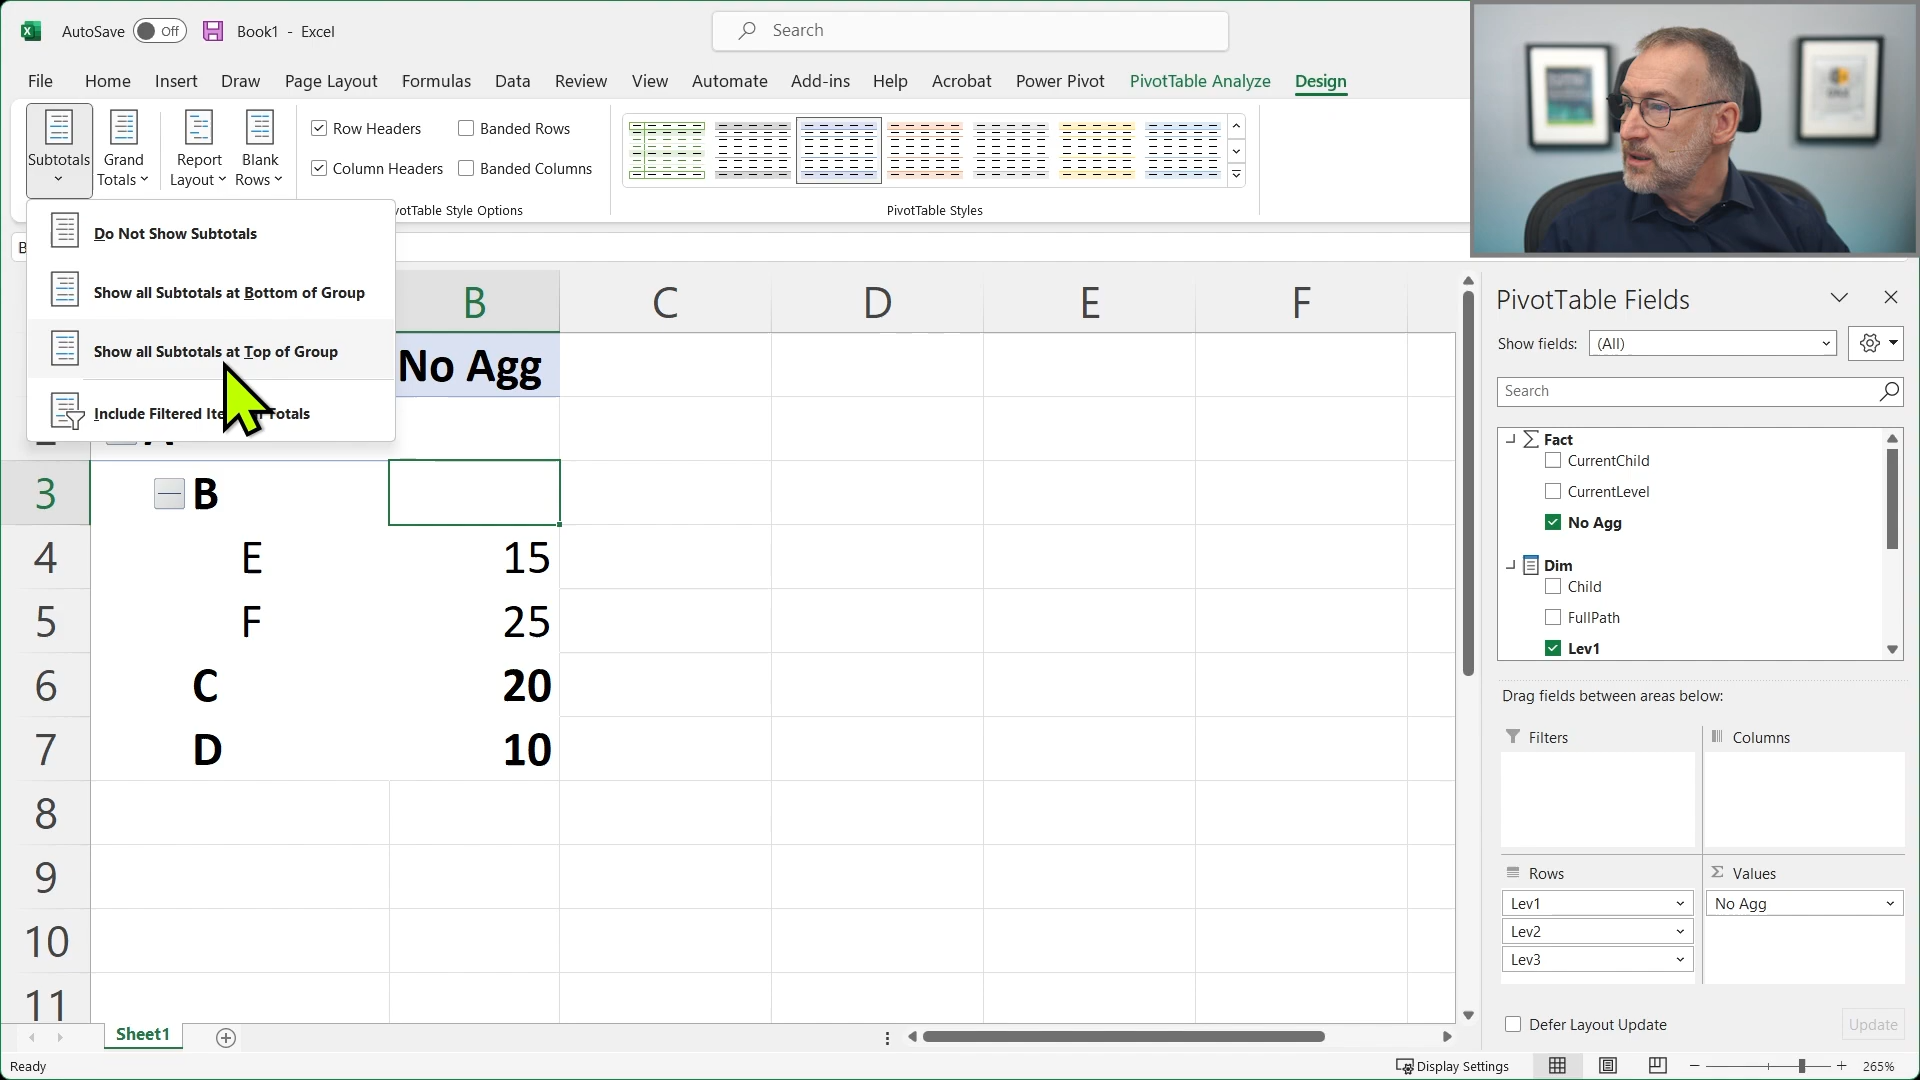 AutoSave Off Book1 - Excel Search
File Home Insert Draw Page Layout Formulas Data Review View Automate Add-ins Help Acrobat Power Pivot PivotTable Analyze Design
Subtotals
Grand Totals
Report Layout
Blank Rows
Row Headers
Banded Rows
Column Headers
Banded Columns
PivotTable Styles
Do Not Show Subtotals
Show all Subtotals at Bottom of Group
Show all Subtotals at Top of Group
Include Filtered
Totals
B C D E F
No Agg
3 B
4 E 15
5 F 25
6 C 20
7 D 10
8
9
10
11
Sheet1
Ready
Display Settings
265%
PivotTable Fields
Show fields: (All)
Search
Fact
CurrentChild
CurrentLevel
No Agg
Dim
Child
FullPath
Lev1
Drag fields between areas below:
Filters
Columns
Rows
Values
Lev1
No Agg
Lev2
Lev3
Defer Layout Update
Update